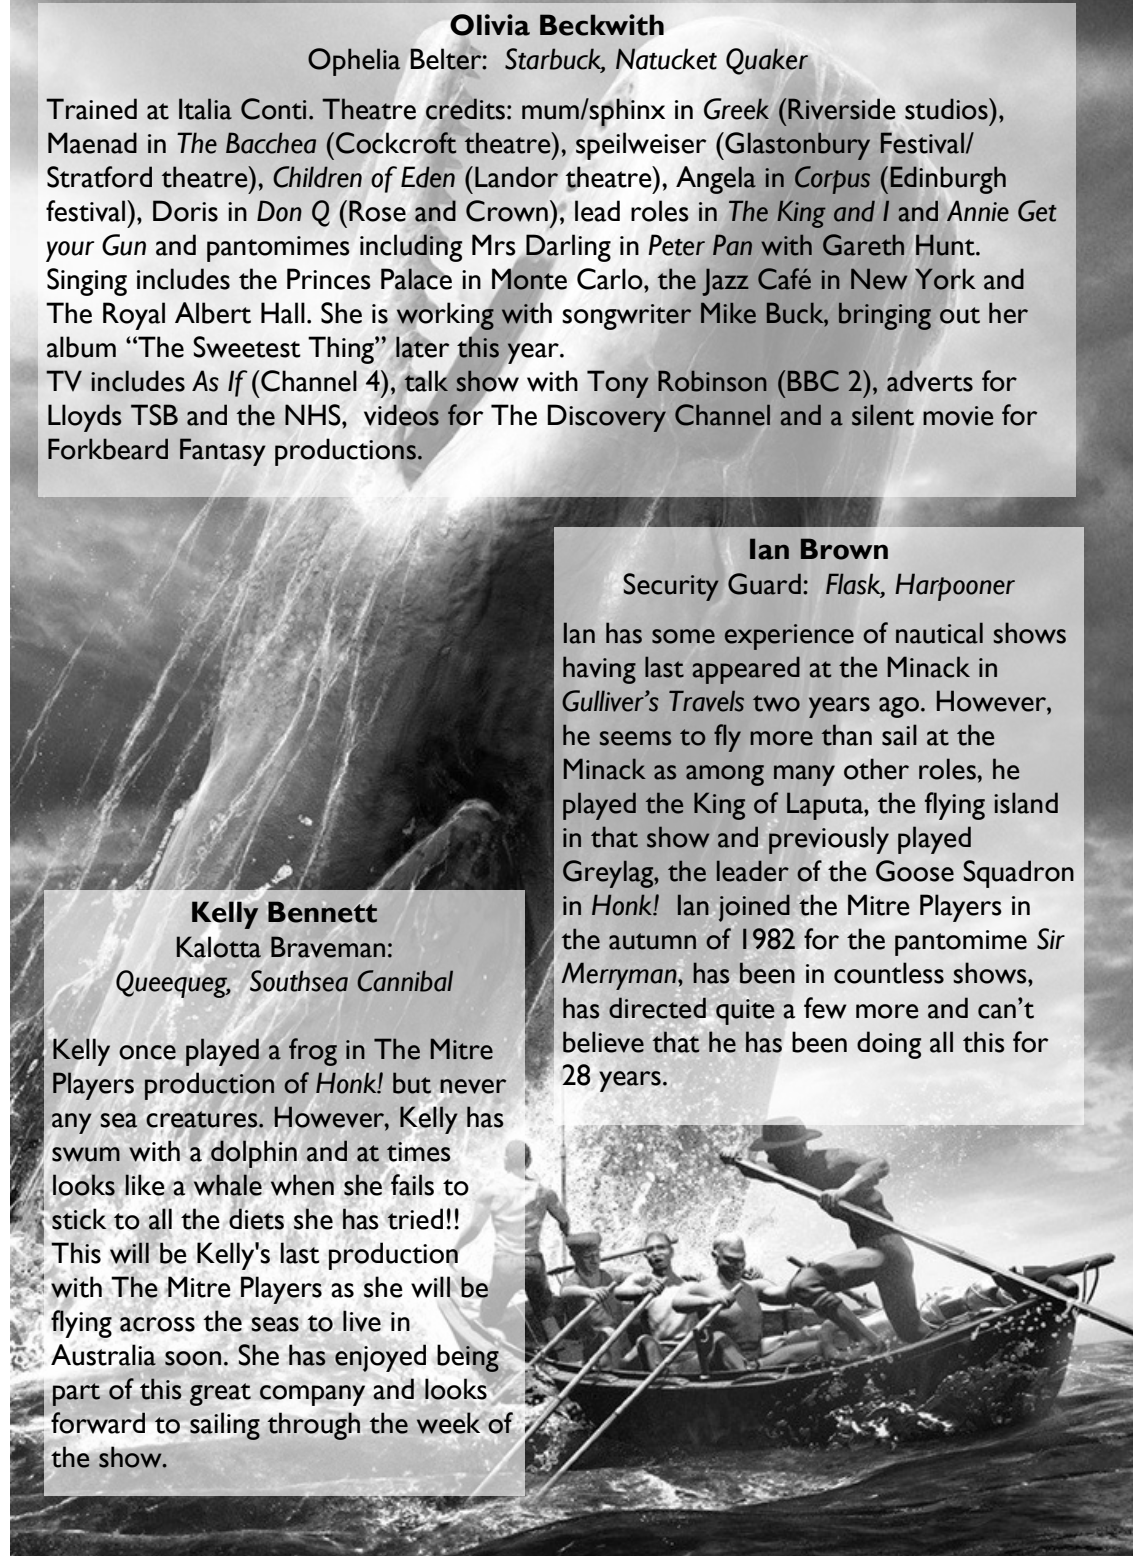 Olivia Beckwith
Ophelia Belter: Starbuck, Natucket Quaker
Trained at Italia Conti. Theatre credits: mum/sphinx in Greek (Riverside studios),
Maenad in The Bacchea (Cockcroft theatre), speilweiser (Glastonbury Festival/
Stratford theatre), Children of Eden (Landor theatre), Angela in Corpus (Edinburgh
festival), Doris in Don Q (Rose and Crown), lead roles in The King and I and Annie Get
your Gun and pantomimes including Mrs Darling in Peter Pan with Gareth Hunt.
Singing includes the Princes Palace in Monte Carlo, the Jazz Café in New York and
The Royal Albert Hall. She is working with songwriter Mike Buck, bringing out her
album “The Sweetest Thing” later this year.
TV includes As If (Channel 4), talk show with Tony Robinson (BBC 2), adverts for
Lloyds TSB and the NHS, videos for The Discovery Channel and a silent movie for
Forkbeard Fantasy productions.
Ian Brown
Security Guard: Flask, Harpooner
Ian has some experience of nautical shows
having last appeared at the Minack in
Gulliver’s Travels two years ago. However,
he seems to fly more than sail at the
Minack as among many other roles, he
played the King of Laputa, the flying island
in that show and previously played
Greylag, the leader of the Goose Squadron
in Honk! Ian joined the Mitre Players in
the autumn of 1982 for the pantomime Sir
Merryman, has been in countless shows,
has directed quite a few more and can’t
believe that he has been doing all this for
28 years.
Kelly Bennett
Kalotta Braveman:
Queequeg, Southsea Cannibal
Kelly once played a frog in The Mitre
Players production of Honk! but never
any sea creatures. However, Kelly has
swum with a dolphin and at times
looks like a whale when she fails to
stick to all the diets she has tried!!
This will be Kelly's last production
with The Mitre Players as she will be
flying across the seas to live in
Australia soon. She has enjoyed being
part of this great company and looks
forward to sailing through the week of
the show.